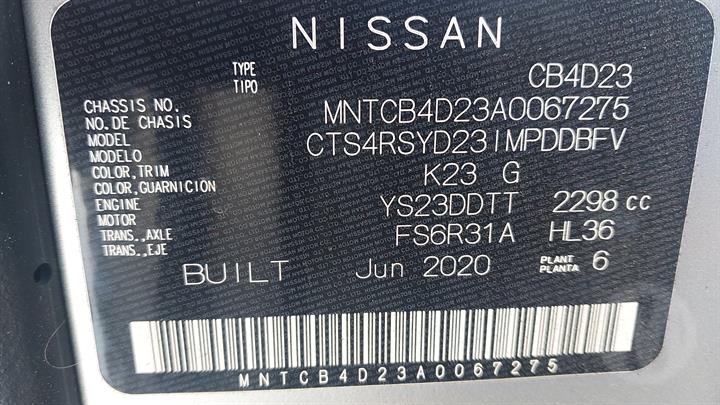 NISSAN
TYPE
TIPO CB4D23
CHASSIS NO. MNTCB4D23A0067275
NO.DE CHASIS
MODEL CTS4RSYD23IMPDDBFV
MODELO
COLOR,TRIM K23 G
COLOR,GUARNICION
ENGINE YS23DDTT 2298 cc
MOTOR
TRANS.,AXLE FS6R31A HL36
TRANS.,EJE
BUILT Jun 2020 PLANT PLANTA 6
MNTCB4D23A0067275